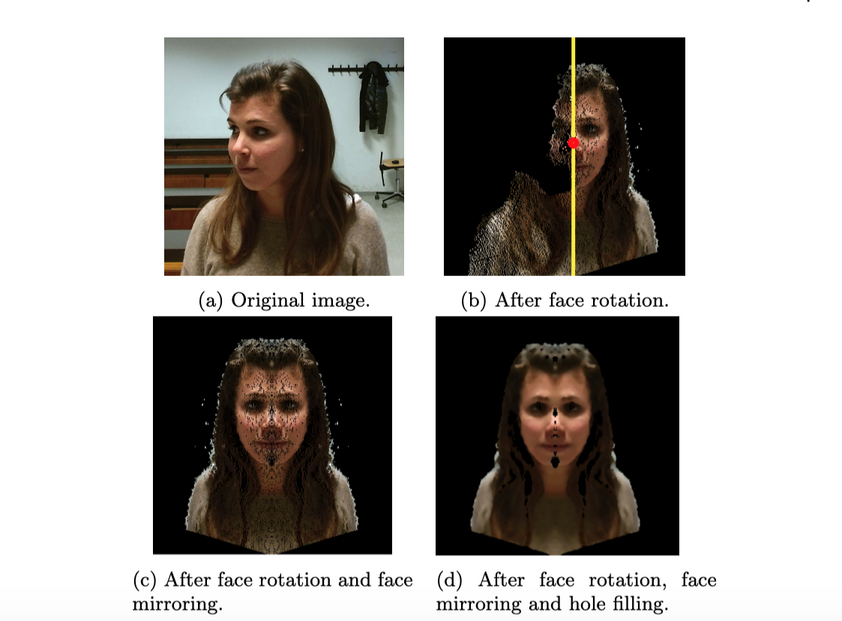 (a) Original image.
(b) After face rotation.
(c) After face rotation and face
mirroring.
(d) After face rotation, face
mirroring and hole filling.